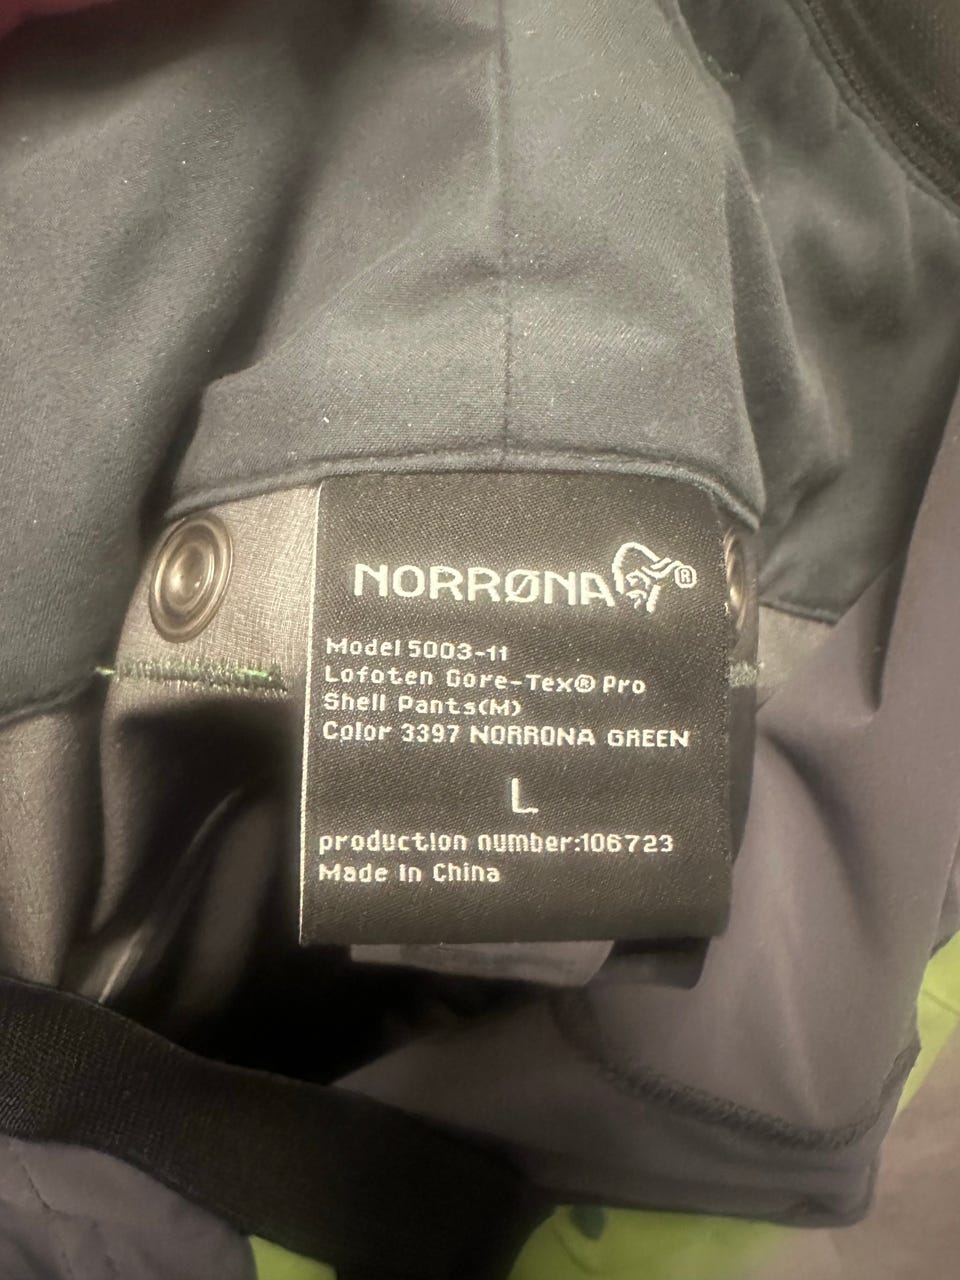 NORRØNA®
Model 5003-11
Lofoten Gore-Tex® Pro
Shell Pants(M)
Color 3397 NORRONA GREEN
L
production number:106723
Made In China